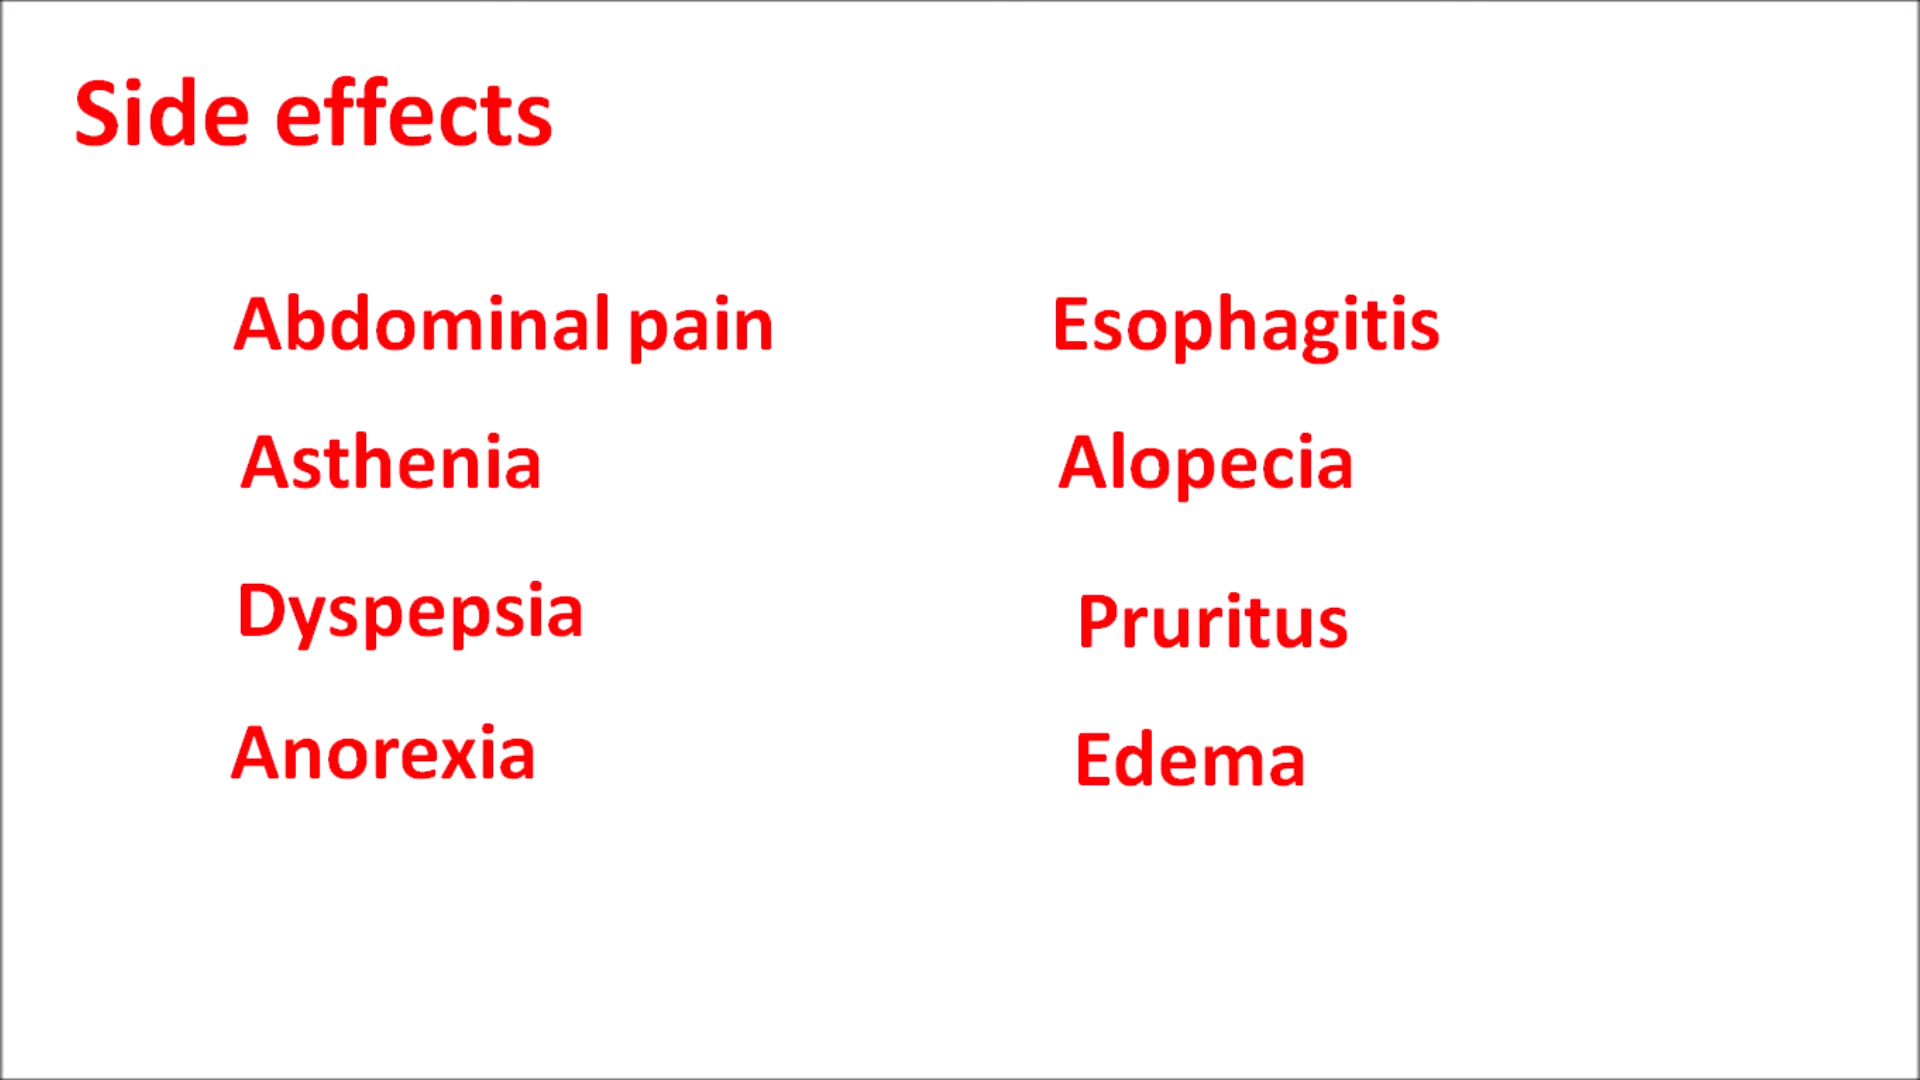 Side effects
Abdominal pain
Asthenia
Dyspepsia
Anorexia
Esophagitis
Alopecia
Pruritus
Edema